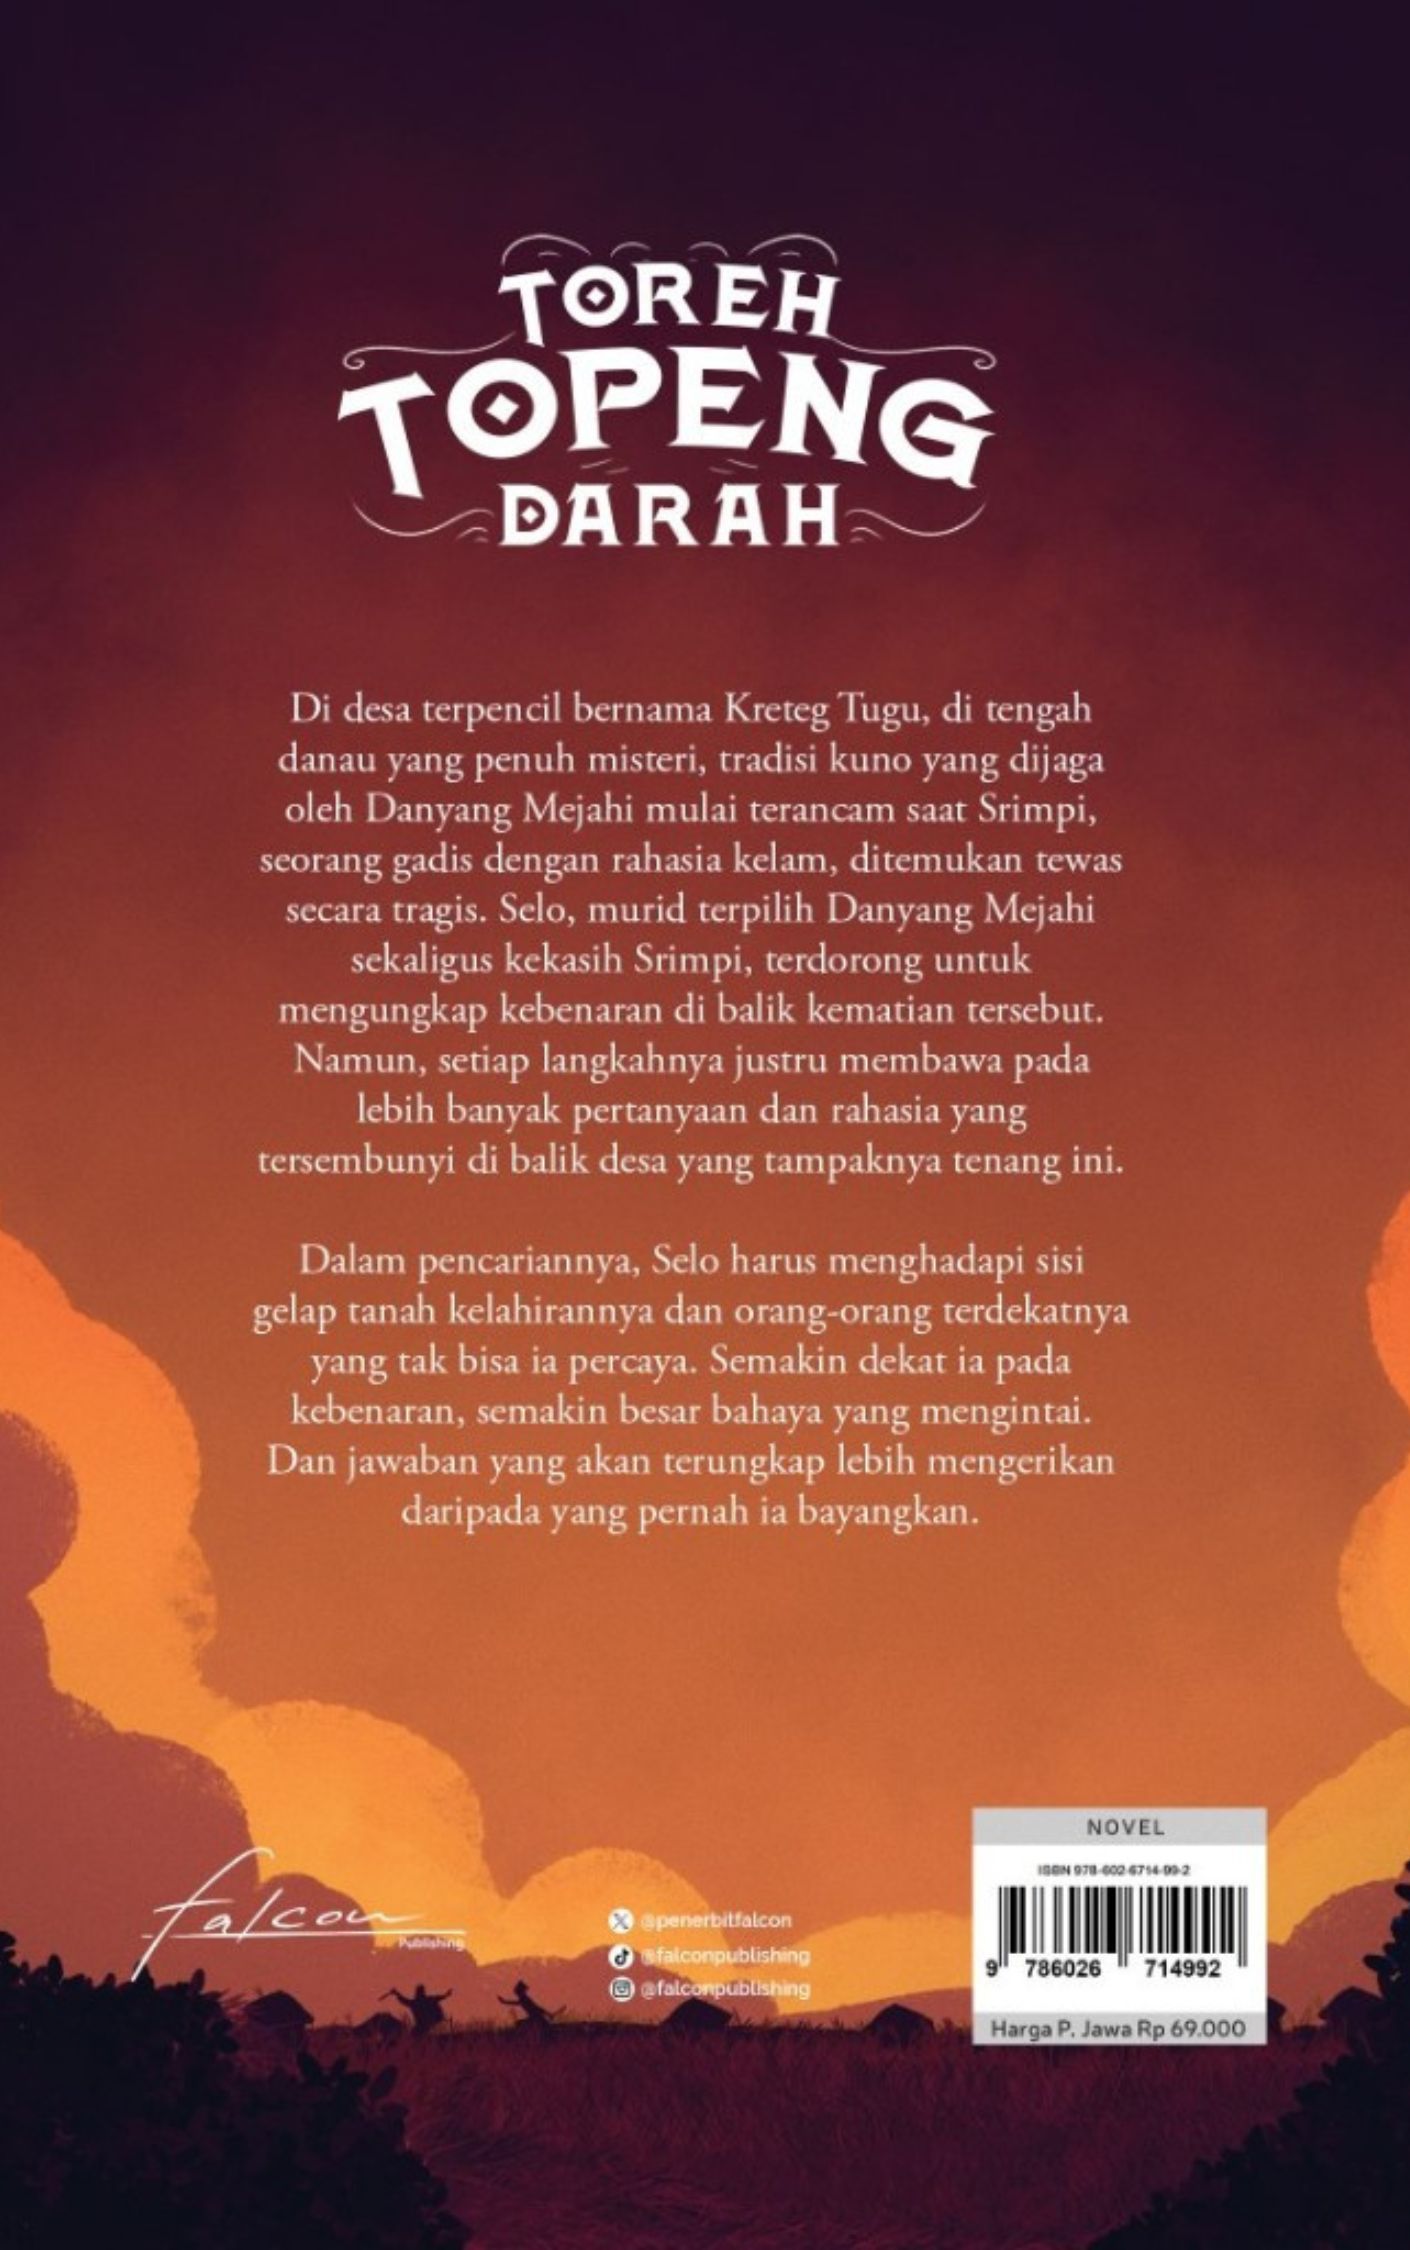 TOREH
TOPENG
DARAH
Di desa terpencil bernama Kreteg Tugu, di tengah
danau yang penuh misteri, tradisi kuno yang dijaga
oleh Danyang Mejahi mulai terancam saat Srimpi,
seorang gadis dengan rahasia kelam, ditemukan tewas
secara tragis. Selo, murid terpilih Danyang Mejahi
sekaligus kekasih Srimpi, terdorong untuk
mengungkap kebenaran di balik kematian tersebut.
Namun, setiap langkahnya justru membawa pada
lebih banyak pertanyaan dan rahasia yang
tersembunyi di balik desa yang tampaknya tenang ini.
Dalam pencariannya, Selo harus menghadapi sisi
gelap tanah kelahirannya dan orang-orang terdekatnya
yang tak bisa ia percaya. Semakin dekat ia pada
kebenaran, semakin besar bahaya yang mengintai.
Dan jawaban yang akan terungkap lebih mengerikan
daripada yang pernah ia bayangkan.
falcon
Publishing
@penerbitfalcon
@falconpublishing
@falconpublishing
NOVEL
ISBN 978-602-6714-99-2
9 786026 714992
Harga P. Jawa Rp 69.000